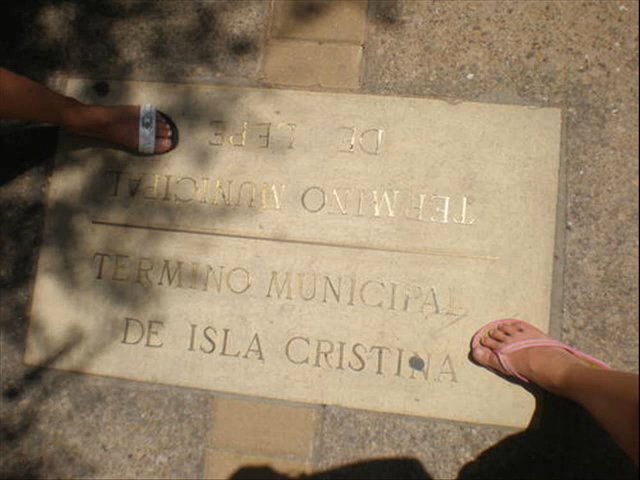 TERMINO MUNICIPAL
DE LEPE
TERMINO MUNICIPAL
DE ISLA CRISTINA